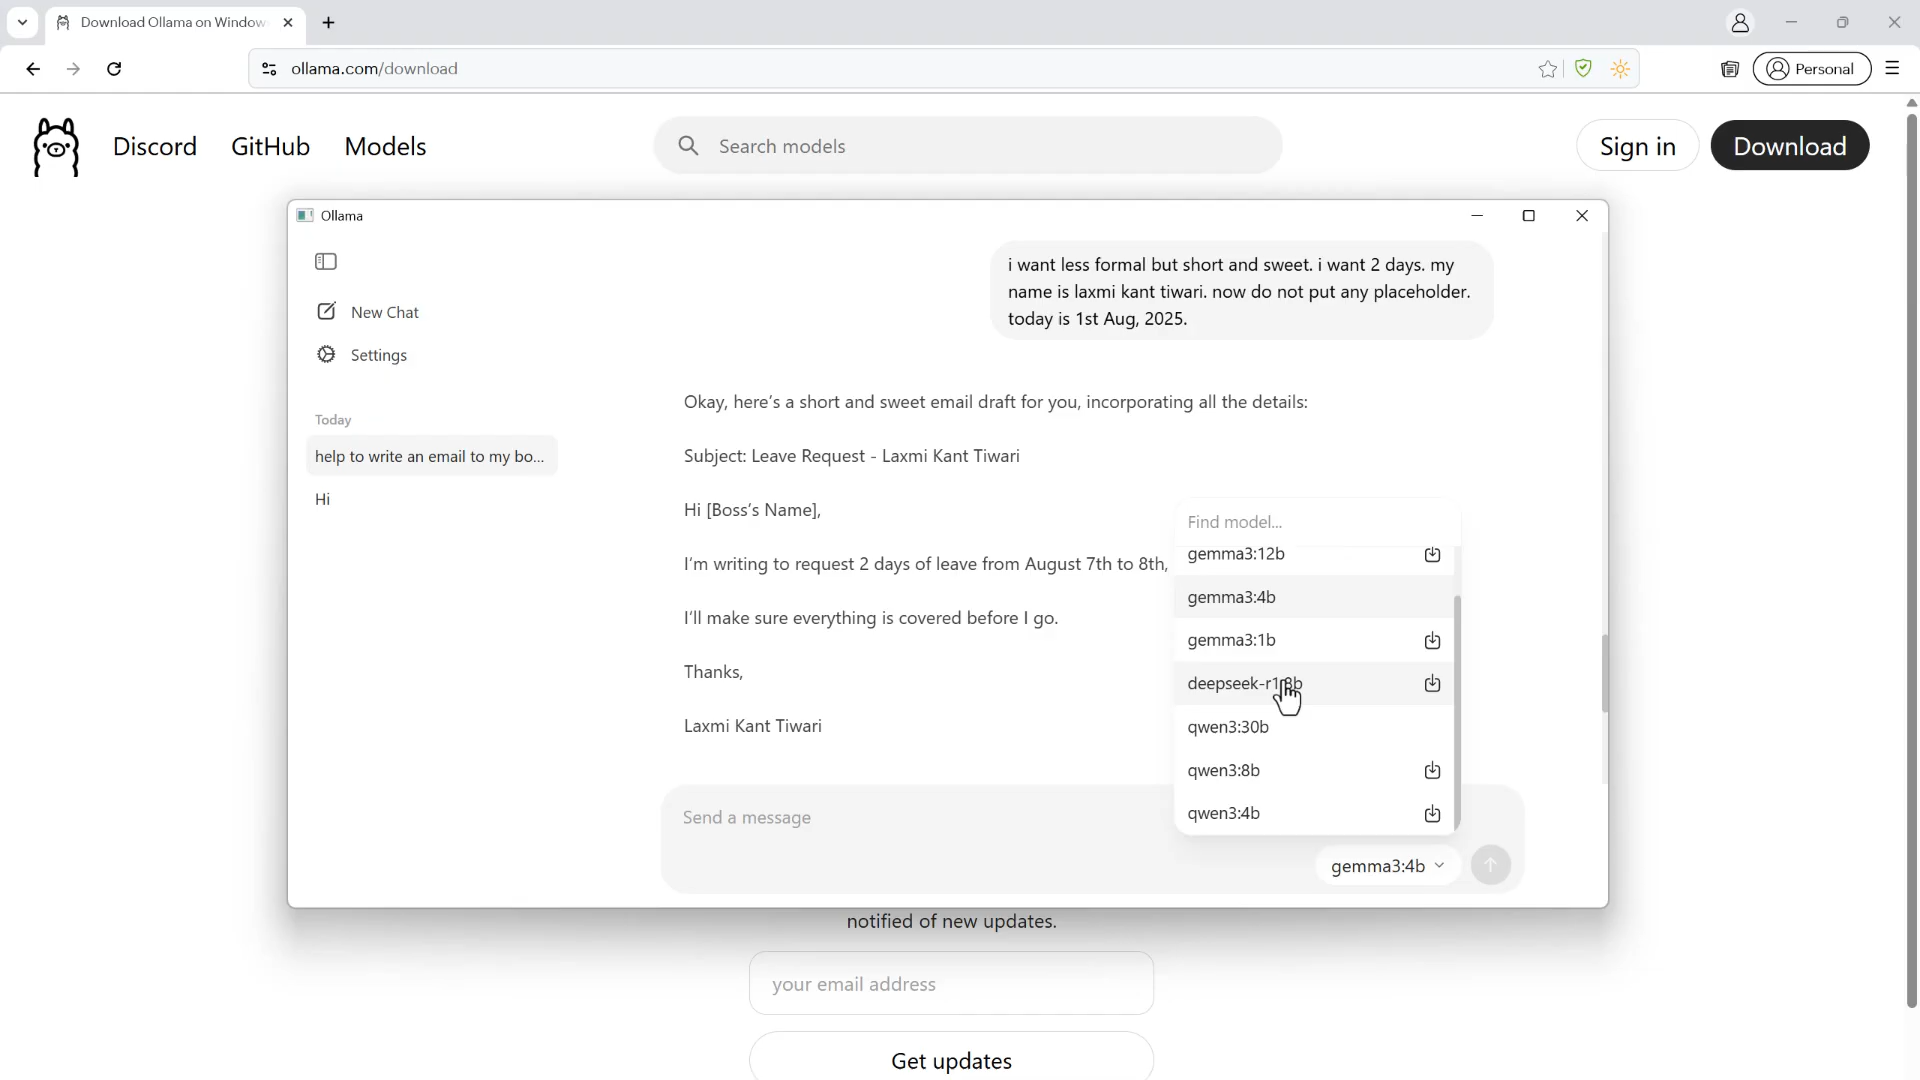 Download Ollama on Window
ollama.com/download
Personal
Discord
GitHub
Models
Search models
Sign in
Download
Ollama
New Chat
Settings
Today
help to write an email to my bo...
Hi
i want less formal but short and sweet. i want 2 days. my
name is laxmi kant tiwari. now do not put any placeholder.
today is 1st Aug, 2025.
Okay, here's a short and sweet email draft for you, incorporating all the details:
Subject: Leave Request - Laxmi Kant Tiwari
Hi [Boss's Name],
I'm writing to request 2 days of leave from August 7th to 8th,
I'll make sure everything is covered before I go.
Thanks,
Laxmi Kant Tiwari
Find model...
gemma3:12b
gemma3:4b
gemma3:1b
deepseek-r1:8b
qwen3:30b
qwen3:8b
qwen3:4b
Send a message
gemma3:4b
notified of new updates.
your email address
Get updates